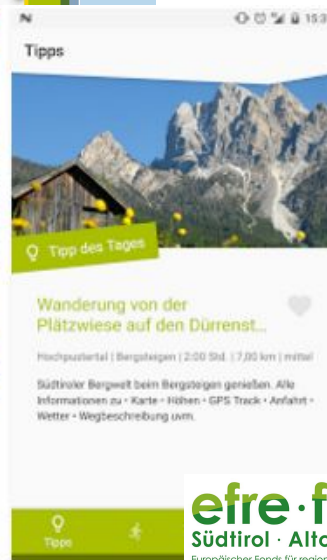 15:3
Tipps
Tipp des Tages
Wanderung von der
Plätzwiese auf den Dürrenst...
Hochpustertal | Bergsteigen | 2:00 Std. | 7,00 km | mittel
Südtiroler Bergwelt beim Bergsteigen genießen. Alle
Informationen zu • Karte • Höhen • GPS Track • Anfahrt •
Wetter • Wegbeschreibung uvm.
Tipps
efre·f
Südtirol · Alto
Europäischer Fonds für region